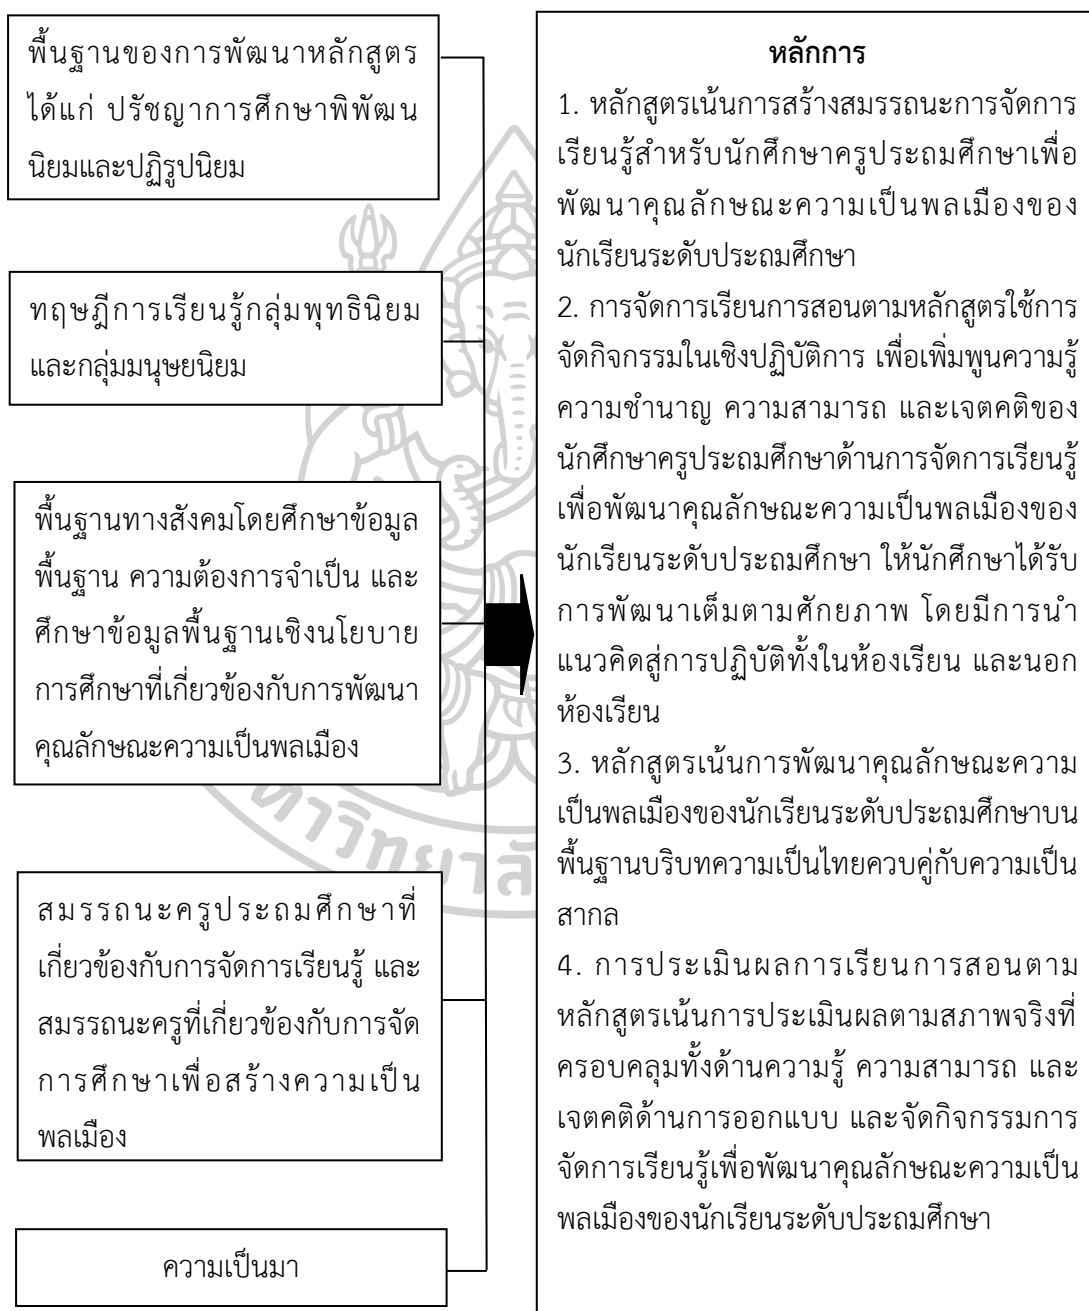 พื้นฐานของการพัฒนาหลักสูตร
ได้แก่ ปรัชญาการศึกษาพิพัฒน
นิยมและปฏิรูปนิยม
ทฤษฎีการเรียนรู้กลุ่มพุทธินิยม
และกลุ่มมนุษยนิยม
พื้นฐานทางสังคมโดยศึกษาข้อมูล
พื้นฐาน ความต้องการจำเป็น และ
ศึกษาข้อมูลพื้นฐานเชิงนโยบาย
การศึกษาที่เกี่ยวข้องกับการพัฒนา
คุณลักษณะความเป็นพลเมือง
สมรรถนะครูประถมศึกษาที่
เกี่ยวข้องกับการจัดการเรียนรู้ และ
สมรรถนะครูที่เกี่ยวข้องกับการจัด
การศึกษาเพื่อสร้างความเป็น
พลเมือง
ความเป็นมา
หลักการ
1. หลักสูตรเน้นการสร้างสมรรถนะการจัดการ
เรียนรู้สำหรับนักศึกษาครูประถมศึกษาเพื่อ
พัฒนาคุณลักษณะความเป็นพลเมืองของ
นักเรียนระดับประถมศึกษา
2. การจัดการเรียนการสอนตามหลักสูตรใช้การ
จัดกิจกรรมในเชิงปฏิบัติการ เพื่อเพิ่มพูนความรู้
ความชำนาญ ความสามารถ และเจตคติของ
นักศึกษาครูประถมศึกษาด้านการจัดการเรียนรู้
เพื่อพัฒนาคุณลักษณะความเป็นพลเมืองของ
นักเรียนระดับประถมศึกษา ให้นักศึกษาได้รับ
การพัฒนาเต็มตามศักยภาพ โดยมีการนำ
แนวคิดสู่การปฏิบัติทั้งในห้องเรียน และนอก
ห้องเรียน
3. หลักสูตรเน้นการพัฒนาคุณลักษณะความ
เป็นพลเมืองของนักเรียนระดับประถมศึกษาบน
พื้นฐานบริบทความเป็นไทยควบคู่กับความเป็น
สากล
4. การประเมินผลการเรียนการสอนตาม
หลักสูตรเน้นการประเมินผลตามสภาพจริงที่
ครอบคลุมทั้งด้านความรู้ ความสามารถ และ
เจตคติด้านการออกแบบ และจัดกิจกรรมการ
จัดการเรียนรู้เพื่อพัฒนาคุณลักษณะความเป็น
พลเมืองของนักเรียนระดับประถมศึกษา